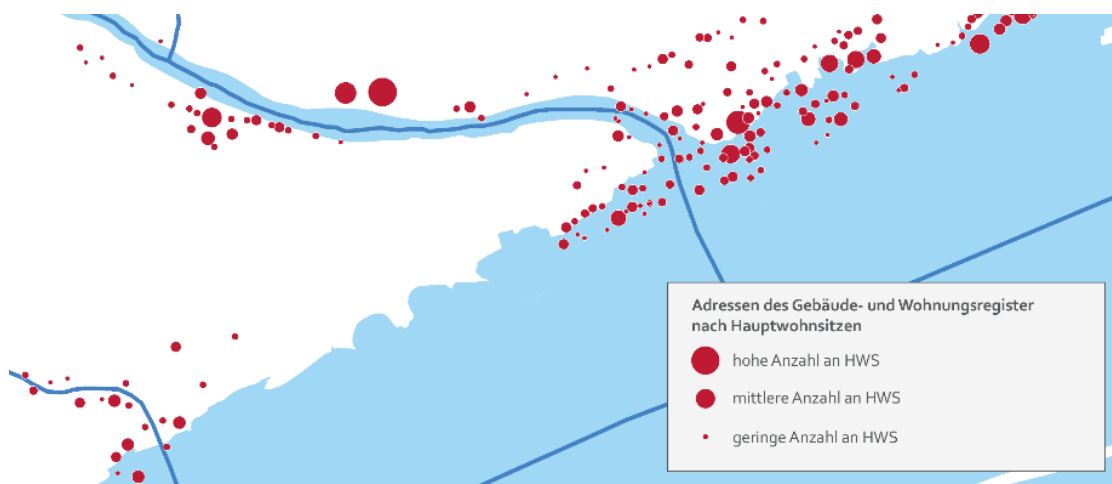 Adressen des Gebäude- und Wohnungsregister
nach Hauptwohnsitzen
hohe Anzahl an HWS
mittlere Anzahl an HWS
geringe Anzahl an HWS